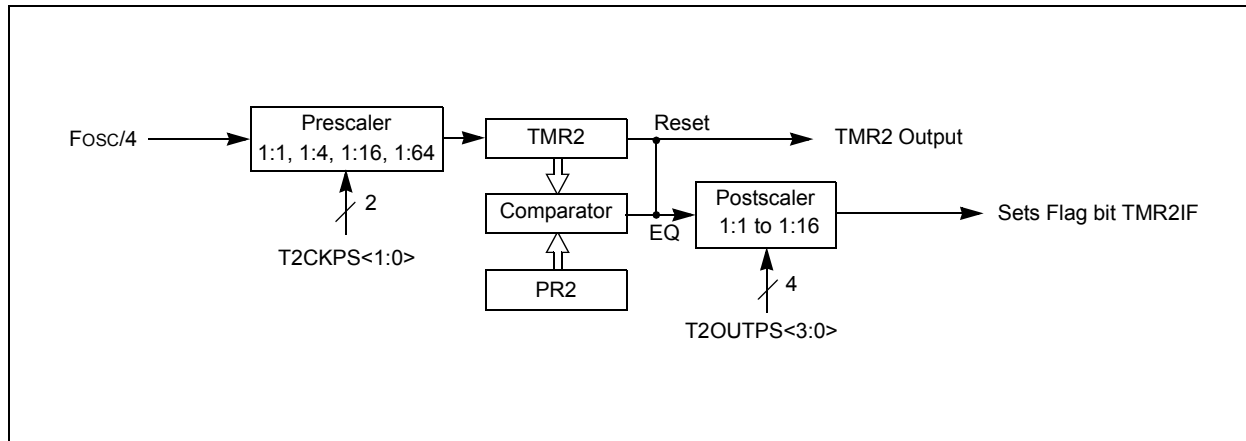 Fosc/4
Prescaler
1:1, 1:4, 1:16, 1:64
2
T2CKPS<1:0>
TMR2
Reset
TMR2 Output
Comparator
EQ
PR2
Postscaler
1:1 to 1:16
4
T2OUTPS<3:0>
Sets Flag bit TMR2IF